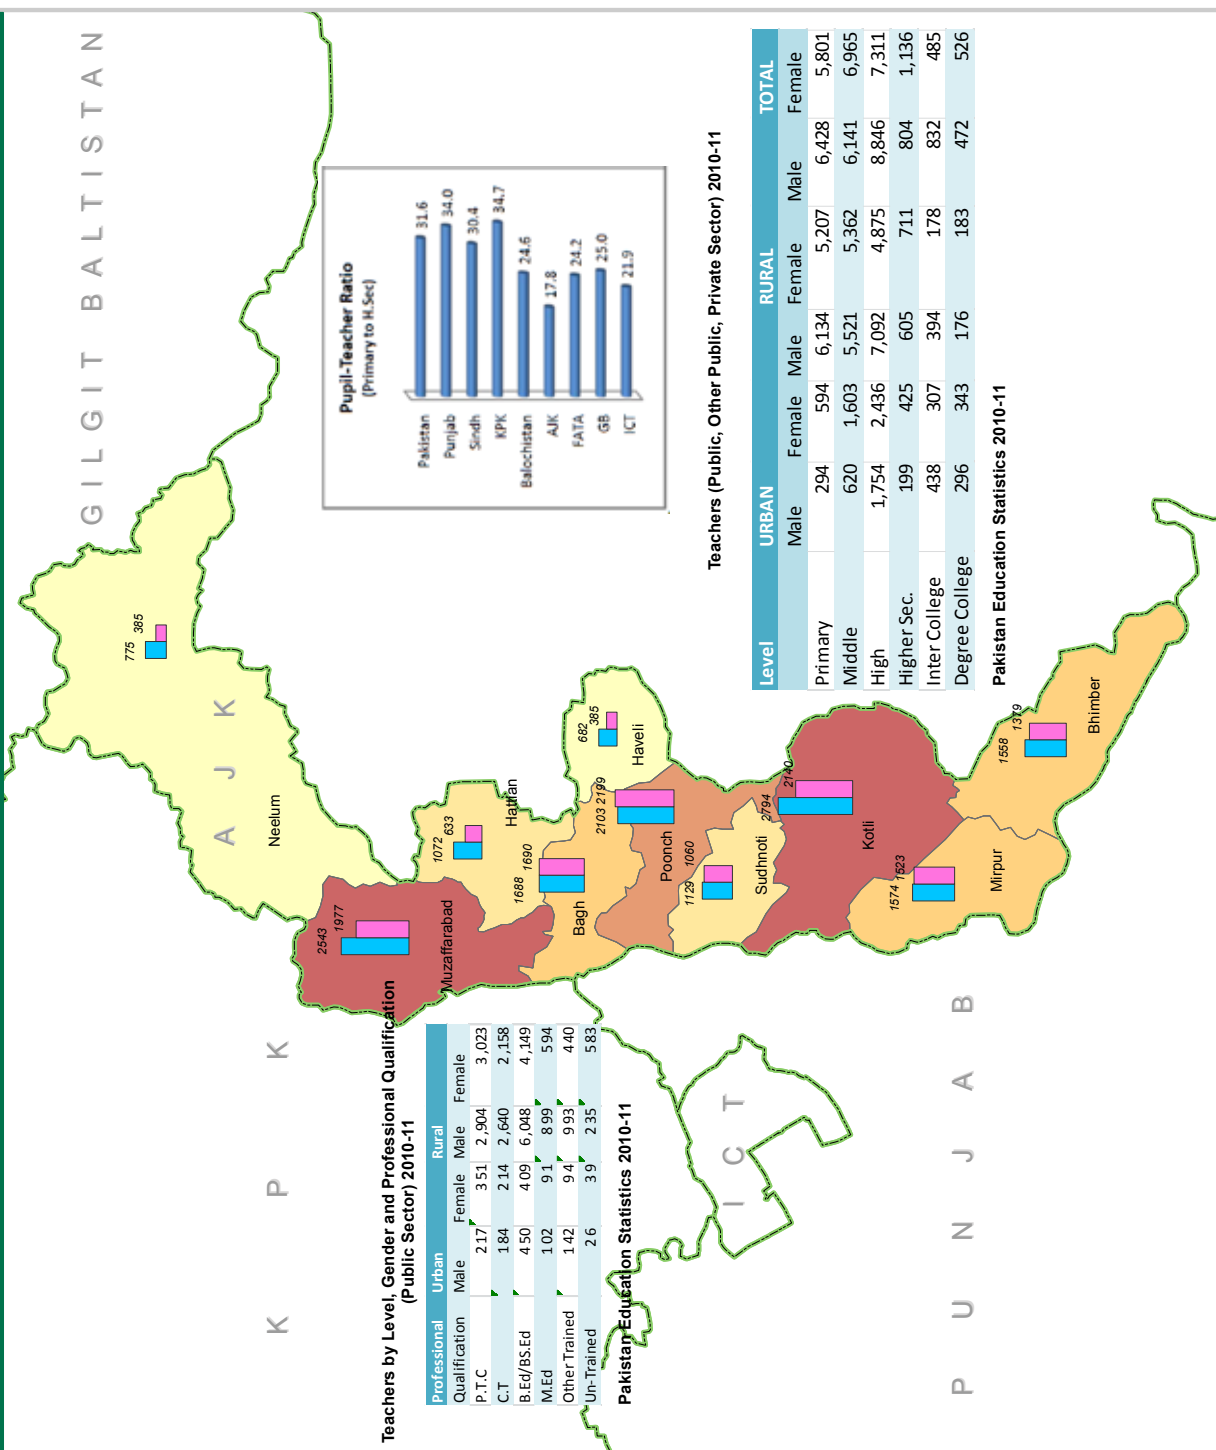 GILGIT BALTISTAN
KPK
AJK
ICT
PUNJAB
Neelum
775
385
Muzaffarabad
2543
1977
Hattian
1072
633
Bagh
1688
1690
Haveli
682
385
Poonch
2103
2199
Sudhnoti
1129
1060
Kotli
2794
2140
Mirpur
1574
1523
Bhimber
1558
1379
Pupil-Teacher Ratio
(Primary to H.Sec)
Pakistan 31.6
Punjab 34.0
Sindh 30.4
KPK 34.7
Balochistan 24.6
AJK 17.8
FATA 24.2
GB 25.0
ICT 21.9
Teachers by Level, Gender and Professional Qualification
(Public Sector) 2010-11
Professional Urban Rural
Qualification Male Female Male Female
P.T.C 217 351 2,904 3,023
C.T 184 214 2,640 2,158
B.Ed/BS.Ed 450 409 6,048 4,149
M.Ed 102 91 899 594
Other Trained 142 94 993 440
Un-Trained 26 39 235 583
Pakistan Education Statistics 2010-11
Teachers (Public, Other Public, Private Sector) 2010-11
Level URBAN RURAL TOTAL
Male Female Male Female Male Female
Primary 294 594 6,134 5,207 6,428 5,801
Middle 620 1,603 5,521 5,362 6,141 6,965
High 1,754 2,436 7,092 4,875 8,846 7,311
Higher Sec. 199 425 605 711 804 1,136
Inter College 438 307 394 178 832 485
Degree College 296 343 176 183 472 526
Pakistan Education Statistics 2010-11